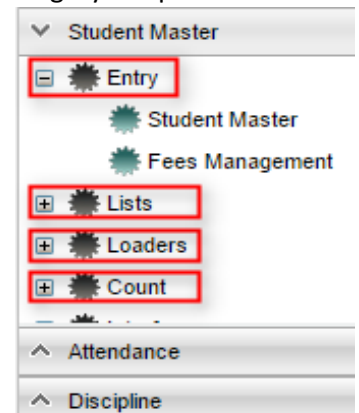 Student Master
Entry
Student Master
Fees Management
Lists
Loaders
Count
Attendance
Discipline